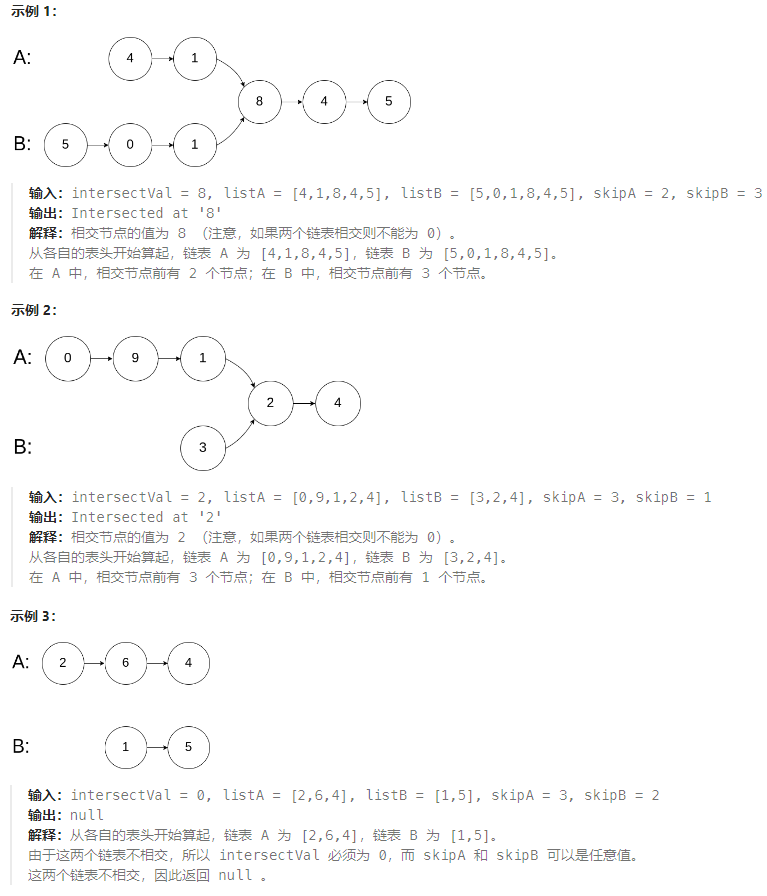 示例 1：
A:
4
1
8
4
5
B:
5
0
1
输入：intersectVal = 8, listA = [4,1,8,4,5], listB = [5,0,1,8,4,5], skipA = 2, skipB = 3
输出：Intersected at '8'
解释：相交节点的值为 8 （注意，如果两个链表相交则不能为 0）。
从各自的表头开始算起，链表 A 为 [4,1,8,4,5]，链表 B 为 [5,0,1,8,4,5]。
在 A 中，相交节点前有 2 个节点；在 B 中，相交节点前有 3 个节点。
示例 2：
A:
0
9
1
2
4
B:
3
输入：intersectVal = 2, listA = [0,9,1,2,4], listB = [3,2,4], skipA = 3, skipB = 1
输出：Intersected at '2'
解释：相交节点的值为 2 （注意，如果两个链表相交则不能为 0）。
从各自的表头开始算起，链表 A 为 [0,9,1,2,4]，链表 B 为 [3,2,4]。
在 A 中，相交节点前有 3 个节点；在 B 中，相交节点前有 1 个节点。
示例 3：
A:
2
6
4
B:
1
5
输入：intersectVal = 0, listA = [2,6,4], listB = [1,5], skipA = 3, skipB = 2
输出：null
解释：从各自的表头开始算起，链表 A 为 [2,6,4]，链表 B 为 [1,5]。
由于这两个链表不相交，所以 intersectVal 必须为 0，而 skipA 和 skipB 可以是任意值。
这两个链表不相交，因此返回 null 。